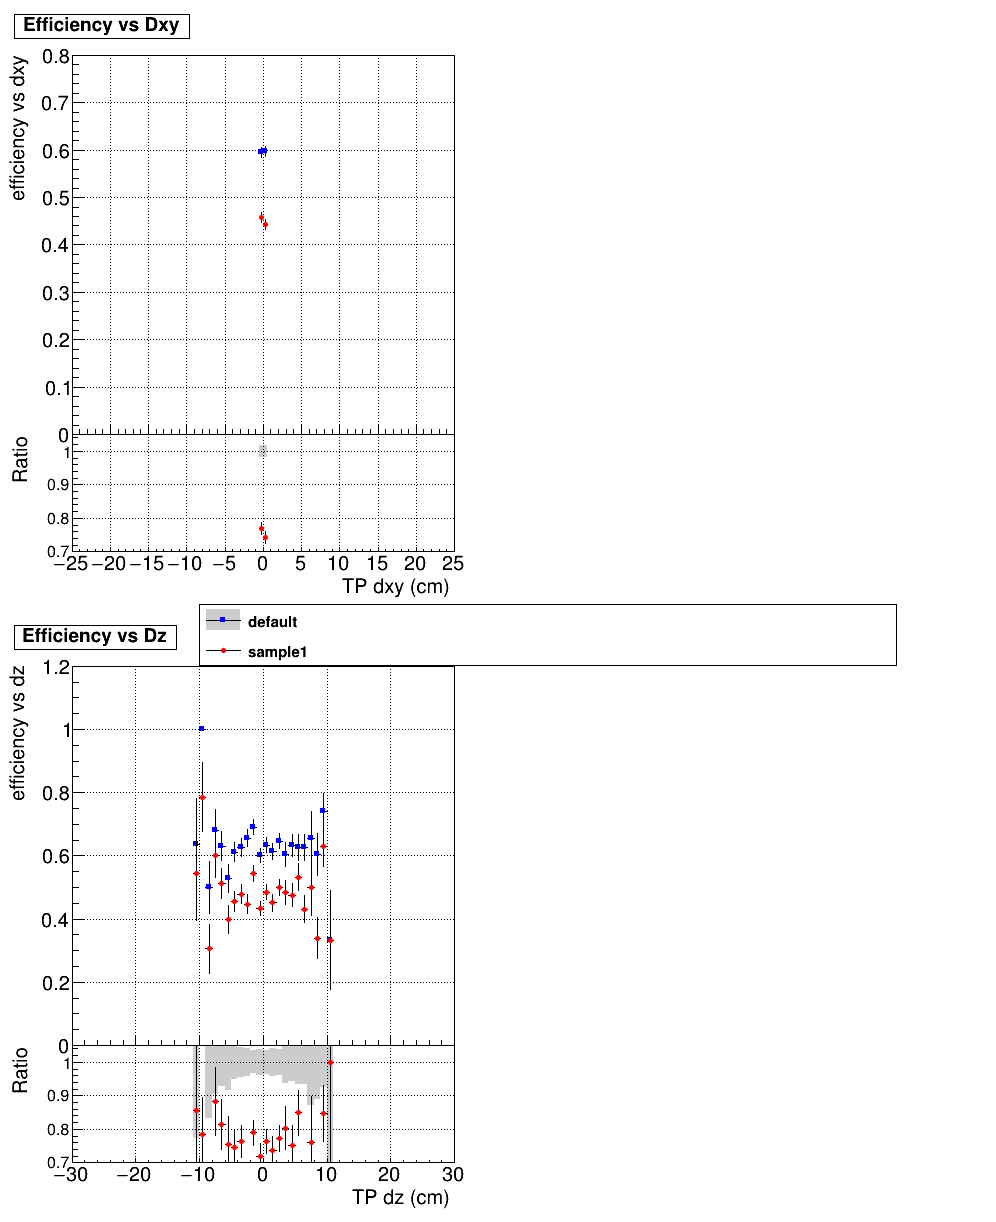 Efficiency vs Dxy
efficiency vs dxy
0.8
0.7
0.6
0.5
0.4
0.3
0.2
0.1
0
Ratio
1
0.9
0.8
0.7
−25 −20 −15 −10 −5 0 5 10 15 20 25
TP dxy (cm)
default
sample1
Efficiency vs Dz
efficiency vs dz
1.2
1
0.8
0.6
0.4
0.2
0
Ratio
1
0.9
0.8
0.7
−30 −20 −10 0 10 20 30
TP dz (cm)